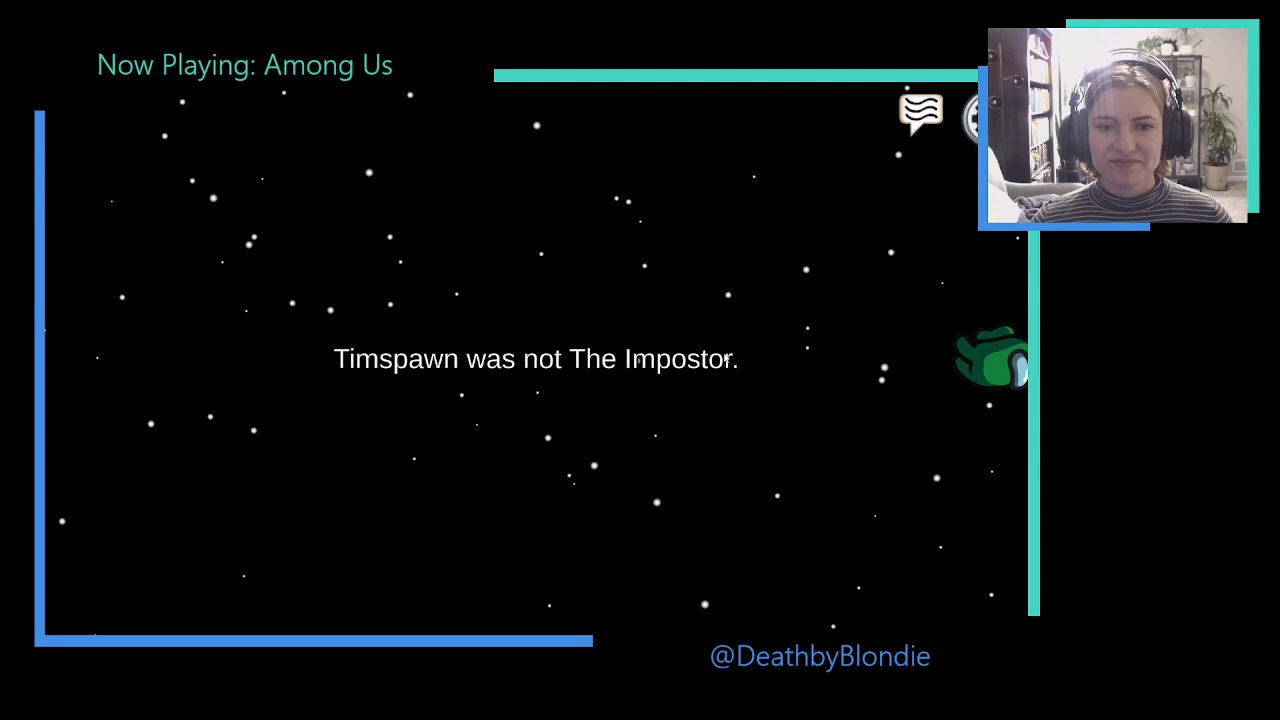 Now Playing: Among Us
Timspawn was not The Impostor.
@DeathbyBlondie